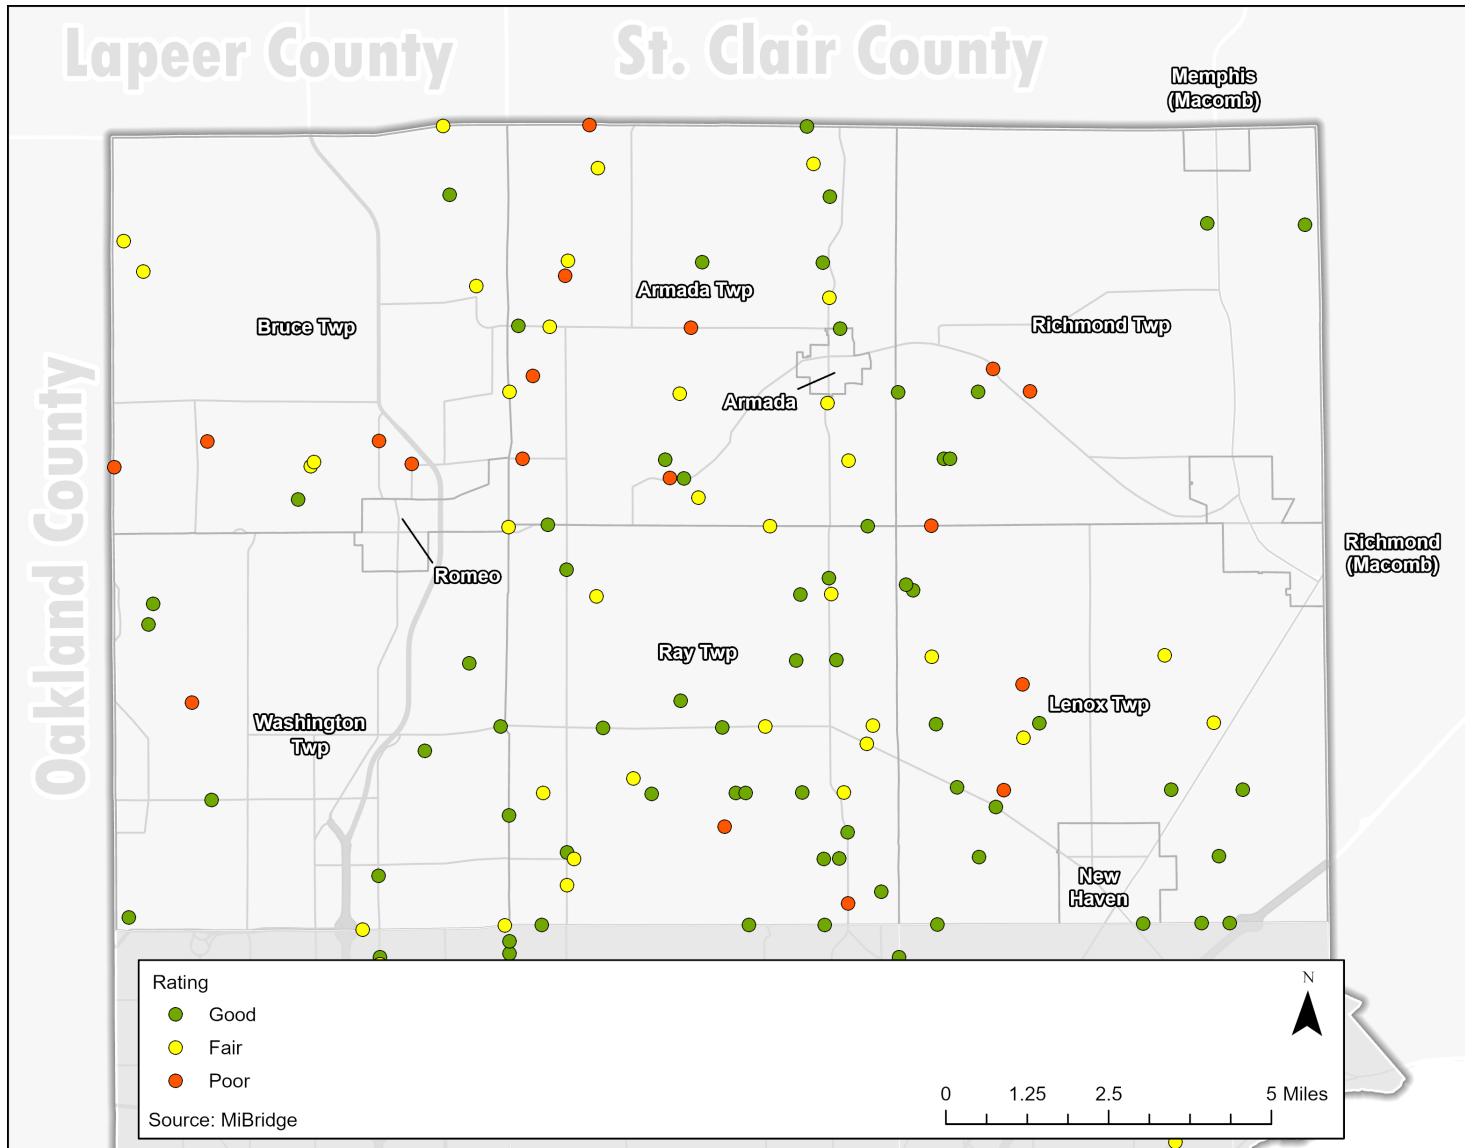 Lapeer County
St. Clair County
Memphis
(Macomb)
Armada Twp
Bruce Twp
Richmond Twp
Armada
Oakland County
Richmond
(Macomb)
Romeo
Ray Twp
Lenox Twp
Washington
Twp
New
Haven
Rating
Good
Fair
Poor
Source: MiBridge
N
0 1.25 2.5 5 Miles